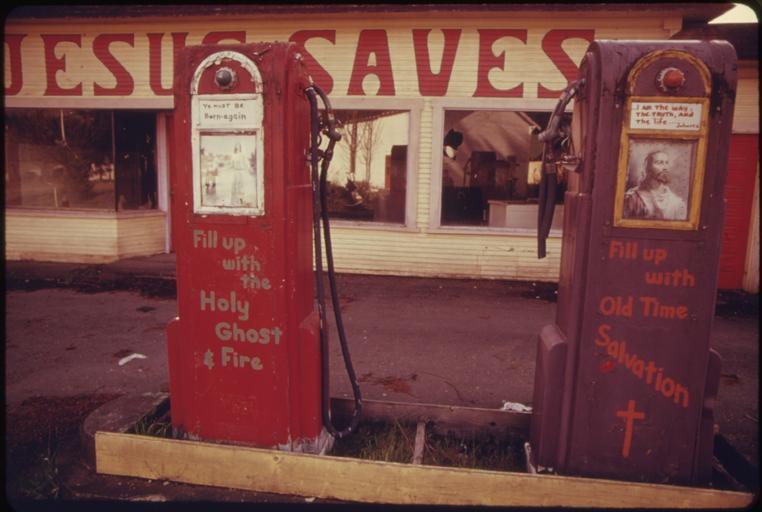 JESUS SAVES
Ye MUST BE
Born-again
Fill up
with
the
Holy
Ghost
& Fire
I AM THE WAY,
THE TRUTH, AND
the life...
Fill up
with
Old Time
Salvation